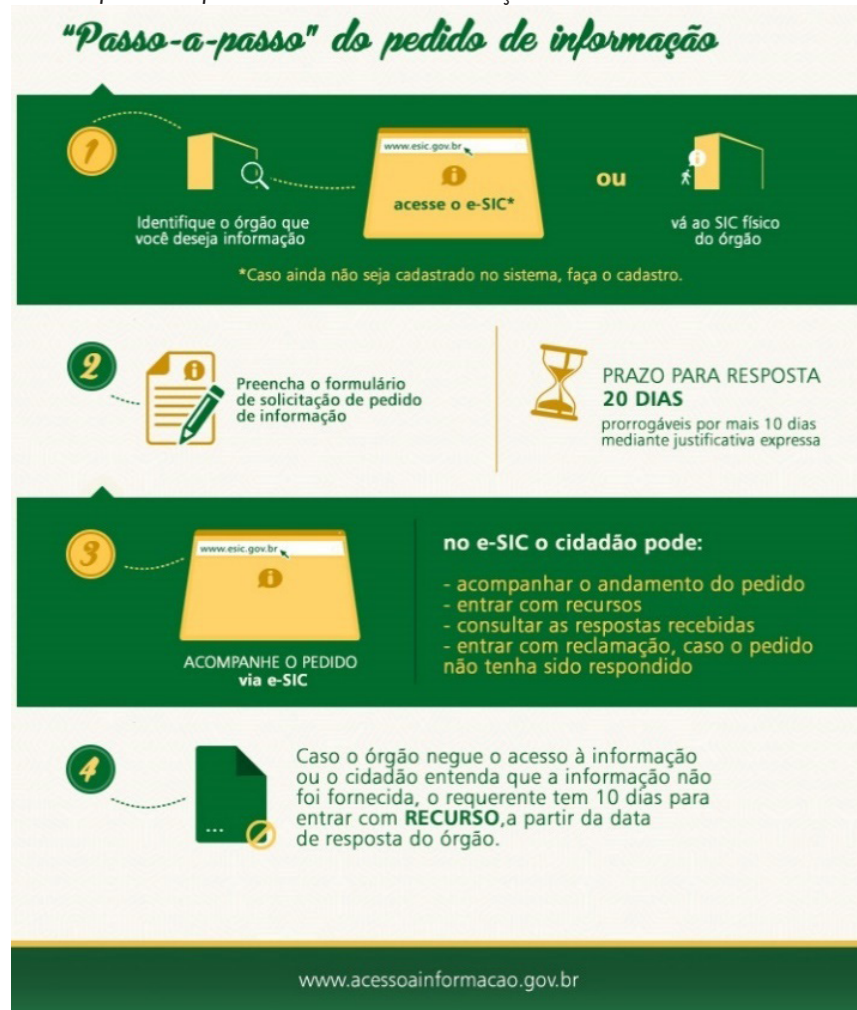 "Passo-a-passo" do pedido de informação
1
www.esic.gov.br
acesse o e-SIC*
ou
Identifique o órgão que
você deseja informação
vá ao SIC físico
do órgão
*Caso ainda não seja cadastrado no sistema, faça o cadastro.
2
Preencha o formulário
de solicitação de pedido
de informação
PRAZO PARA RESPOSTA
20 DIAS
prorrogáveis por mais 10 dias
mediante justificativa expressa
3
www.esic.gov.br
ACOMPANHE O PEDIDO
via e-SIC
no e-SIC o cidadão pode:
- acompanhar o andamento do pedido
- entrar com recursos
- consultar as respostas recebidas
- entrar com reclamação, caso o pedido
não tenha sido respondido
4
...
Caso o órgão negue o acesso à informação
ou o cidadão entenda que a informação não
foi fornecida, o requerente tem 10 dias para
entrar com RECURSO,a partir da data
de resposta do órgão.
www.acessoainformacao.gov.br